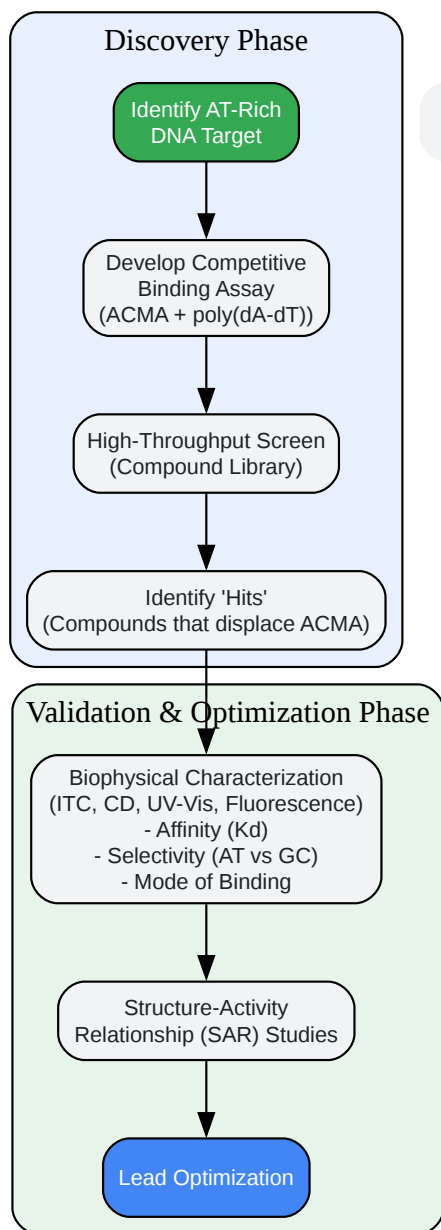 Discovery Phase
Identify AT-Rich
DNA Target
Develop Competitive
Binding Assay
(ACMA + poly(dA-dT))
High-Throughput Screen
(Compound Library)
Identify 'Hits'
(Compounds that displace ACMA)
Validation & Optimization Phase
Biophysical Characterization
(ITC, CD, UV-Vis, Fluorescence)
- Affinity (Kd)
- Selectivity (AT vs GC)
- Mode of Binding
Structure-Activity
Relationship (SAR) Studies
Lead Optimization